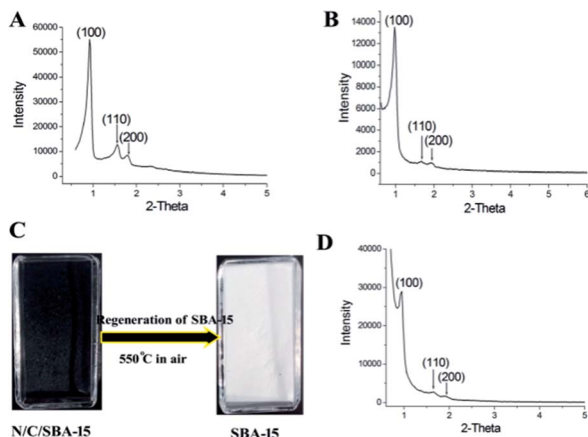 A
(100)
(110)
(200)
Intensity
60000
50000
40000
30000
20000
10000
0
1 2 3 4 5
2-Theta
B
(100)
(110)
(200)
Intensity
14000
12000
10000
8000
6000
4000
2000
0
1 2 3 4 5 6
2-Theta
C
Regeneration of SBA-15
550°C in air
N/C/SBA-15
SBA-15
D
(100)
(110)
(200)
Intensity
40000
30000
20000
10000
0
1 2 3 4 5
2-Theta